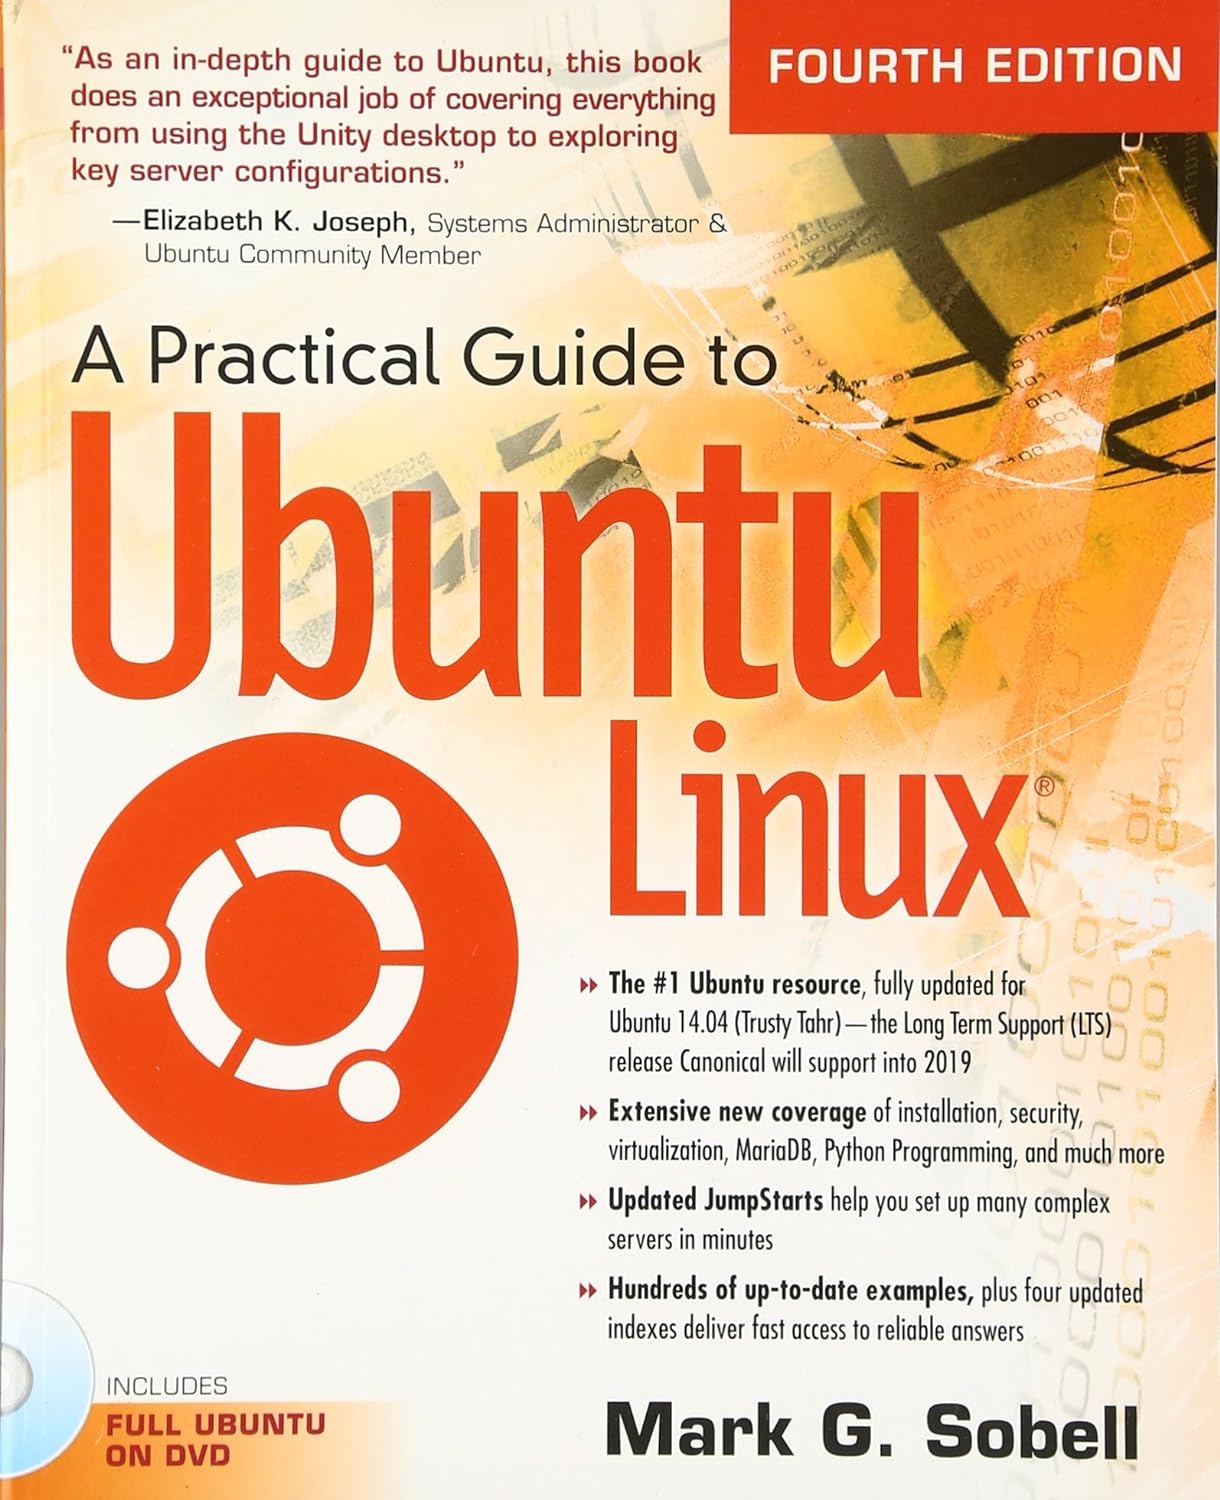 FOURTH EDITION
“As an in-depth guide to Ubuntu, this book
does an exceptional job of covering everything
from using the Unity desktop to exploring
key server configurations.”
—Elizabeth K. Joseph, Systems Administrator &
Ubuntu Community Member
A Practical Guide to
Ubuntu
Linux®
The #1 Ubuntu resource, fully updated for
Ubuntu 14.04 (Trusty Tahr)—the Long Term Support (LTS)
release Canonical will support into 2019
Extensive new coverage of installation, security,
virtualization, MariaDB, Python Programming, and much more
Updated JumpStarts help you set up many complex
servers in minutes
Hundreds of up-to-date examples, plus four updated
indexes deliver fast access to reliable answers
INCLUDES
FULL UBUNTU
ON DVD
Mark G. Sobell